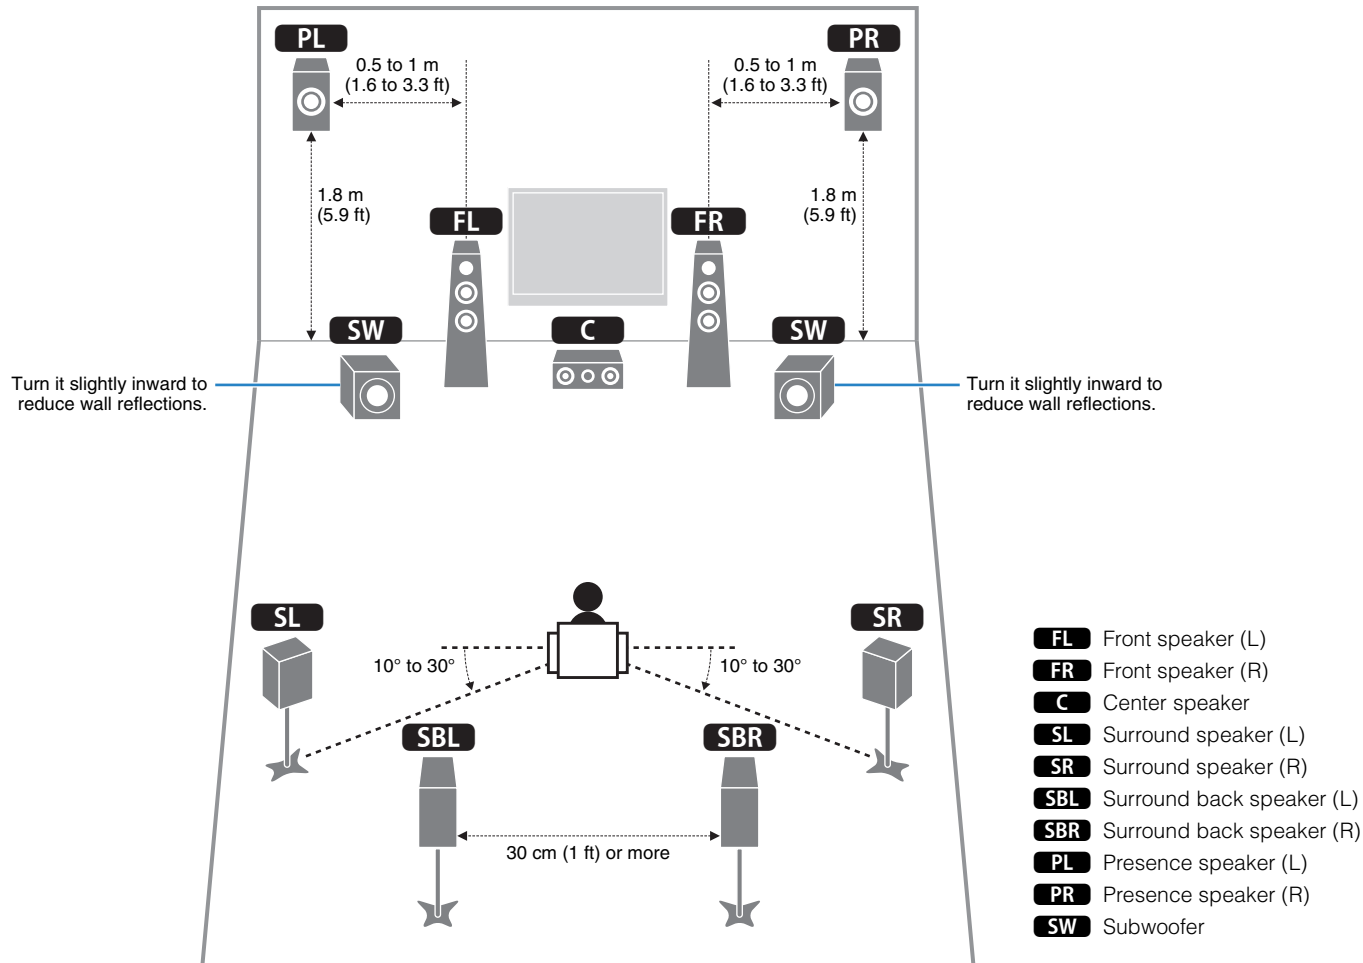 PL
PR
0.5 to 1 m
(1.6 to 3.3 ft)
0.5 to 1 m
(1.6 to 3.3 ft)
1.8 m
(5.9 ft)
1.8 m
(5.9 ft)
FL
FR
SW
C
SW
Turn it slightly inward to
reduce wall reflections.
Turn it slightly inward to
reduce wall reflections.
SL
SR
10° to 30°
10° to 30°
SBL
SBR
30 cm (1 ft) or more
FL Front speaker (L)
FR Front speaker (R)
C Center speaker
SL Surround speaker (L)
SR Surround speaker (R)
SBL Surround back speaker (L)
SBR Surround back speaker (R)
PL Presence speaker (L)
PR Presence speaker (R)
SW Subwoofer